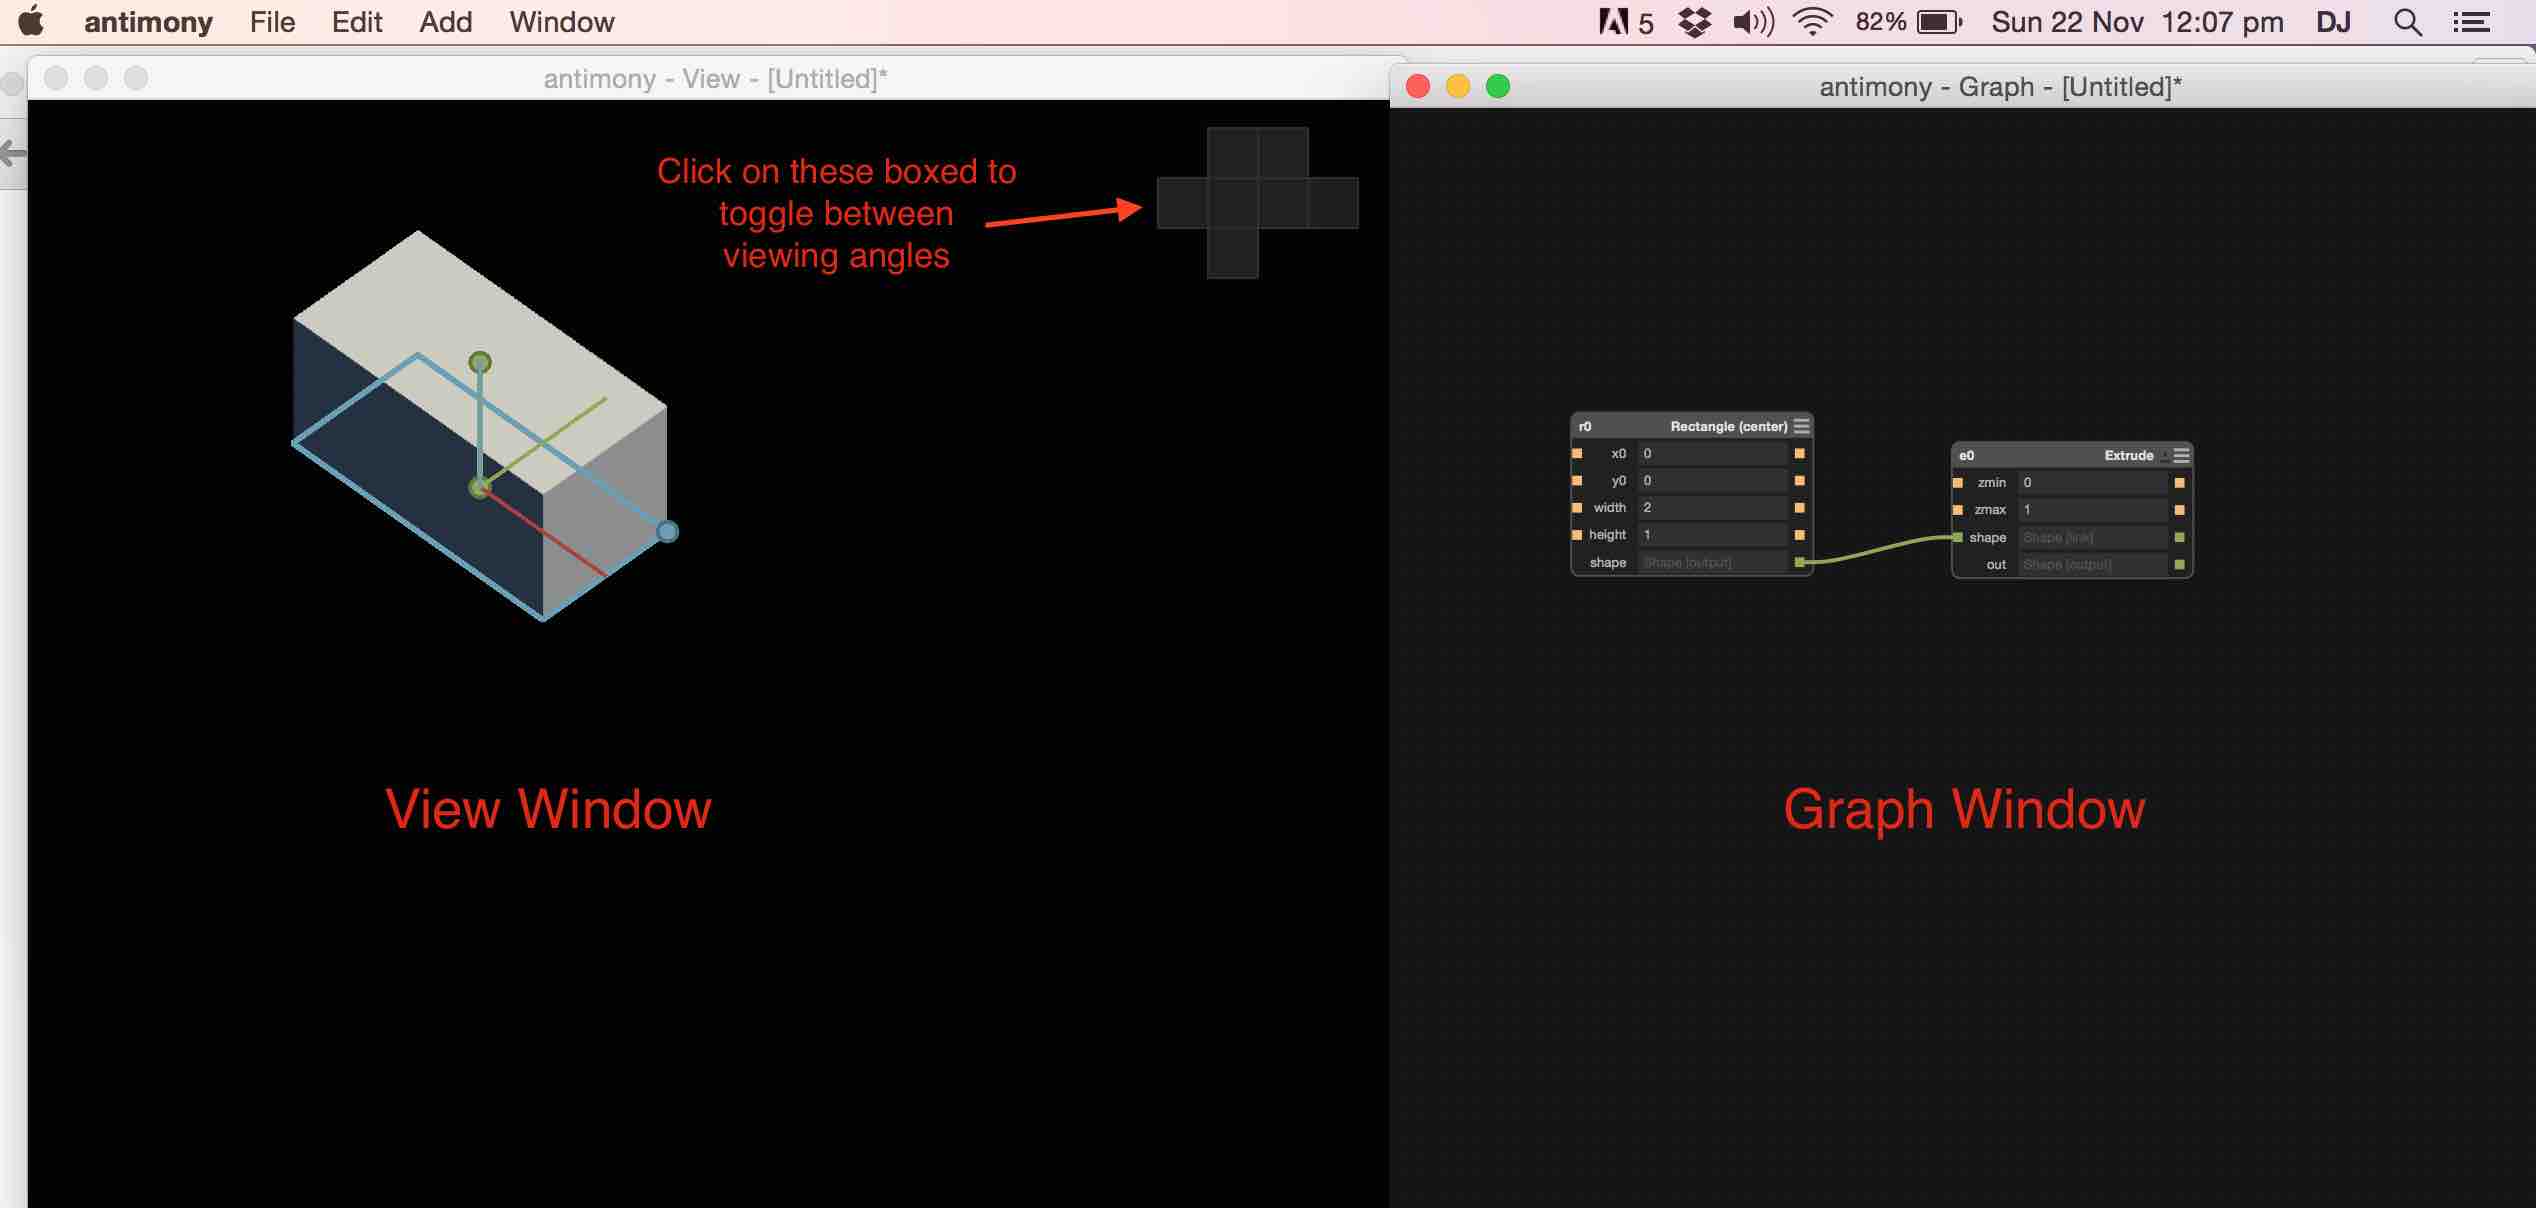 antimony File Edit Add Window 5 82% Sun 22 Nov 12:07 pm DJ
antimony - View - [Untitled]*
antimony - Graph - [Untitled]*
Click on these boxed to
toggle between
viewing angles
r0 Rectangle (center)
x0 0
y0 0
width 2
height 1
shape Shape [output]
e0 Extrude
zmin 0
zmax 1
shape Shape [link]
out Shape [output]
View Window
Graph Window